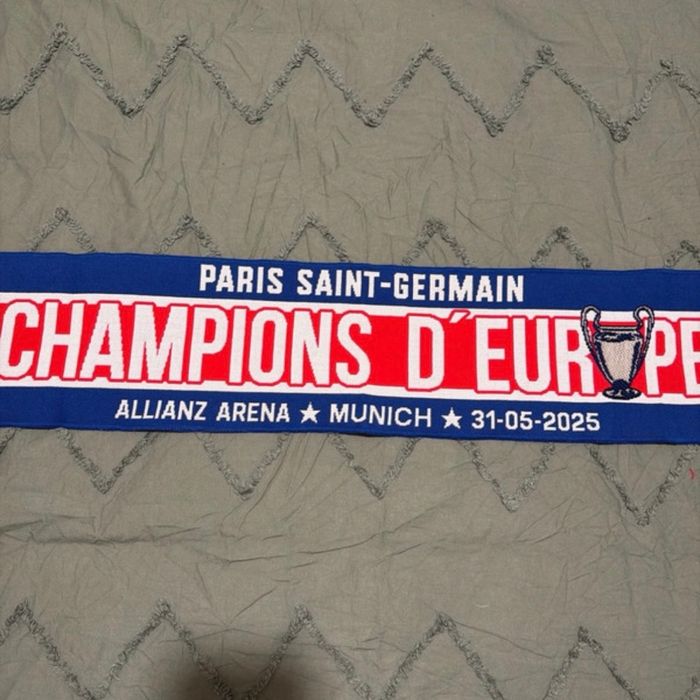 PARIS SAINT-GERMAIN
CHAMPIONS D´EUROPE
ALLIANZ ARENA ★ MUNICH ★ 31-05-2025